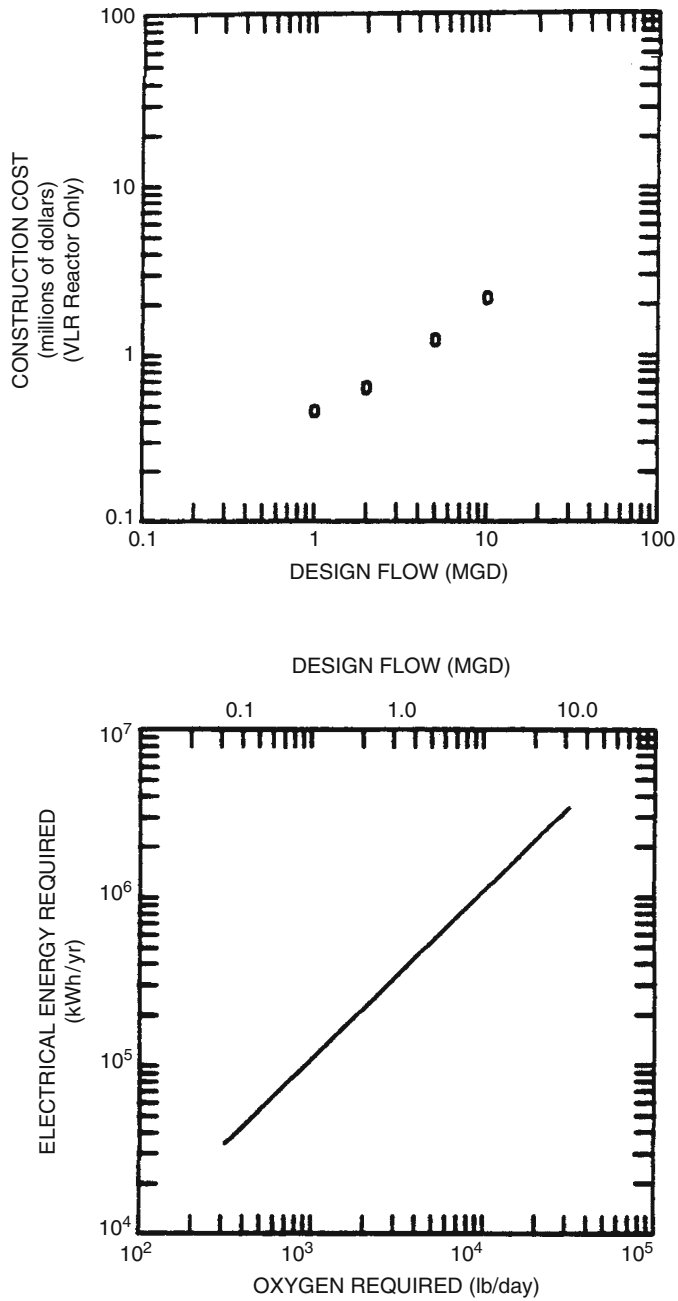 100
10
1
0.1
CONSTRUCTION COST
(millions of dollars)
(VLR Reactor Only)
0.1 1 10 100
DESIGN FLOW (MGD)
DESIGN FLOW (MGD)
0.1 1.0 10.0
10⁷
10⁶
10⁵
10⁴
ELECTRICAL ENERGY REQUIRED
(kWh/yr)
10² 10³ 10⁴ 10⁵
OXYGEN REQUIRED (lb/day)